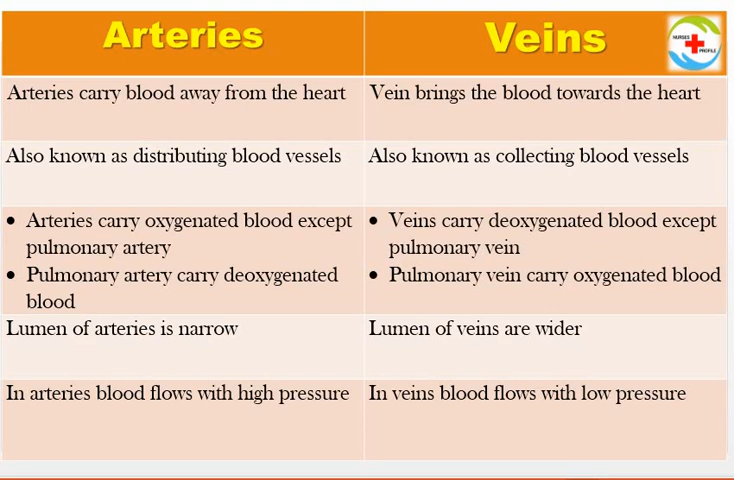 Arteries
Veins
NURSES
PROFILE
Arteries carry blood away from the heart
Vein brings the blood towards the heart
Also known as distributing blood vessels
Also known as collecting blood vessels
• Arteries carry oxygenated blood except
pulmonary artery
• Pulmonary artery carry deoxygenated
blood
• Veins carry deoxygenated blood except
pulmonary vein
• Pulmonary vein carry oxygenated blood
Lumen of arteries is narrow
Lumen of veins are wider
In arteries blood flows with high pressure
In veins blood flows with low pressure